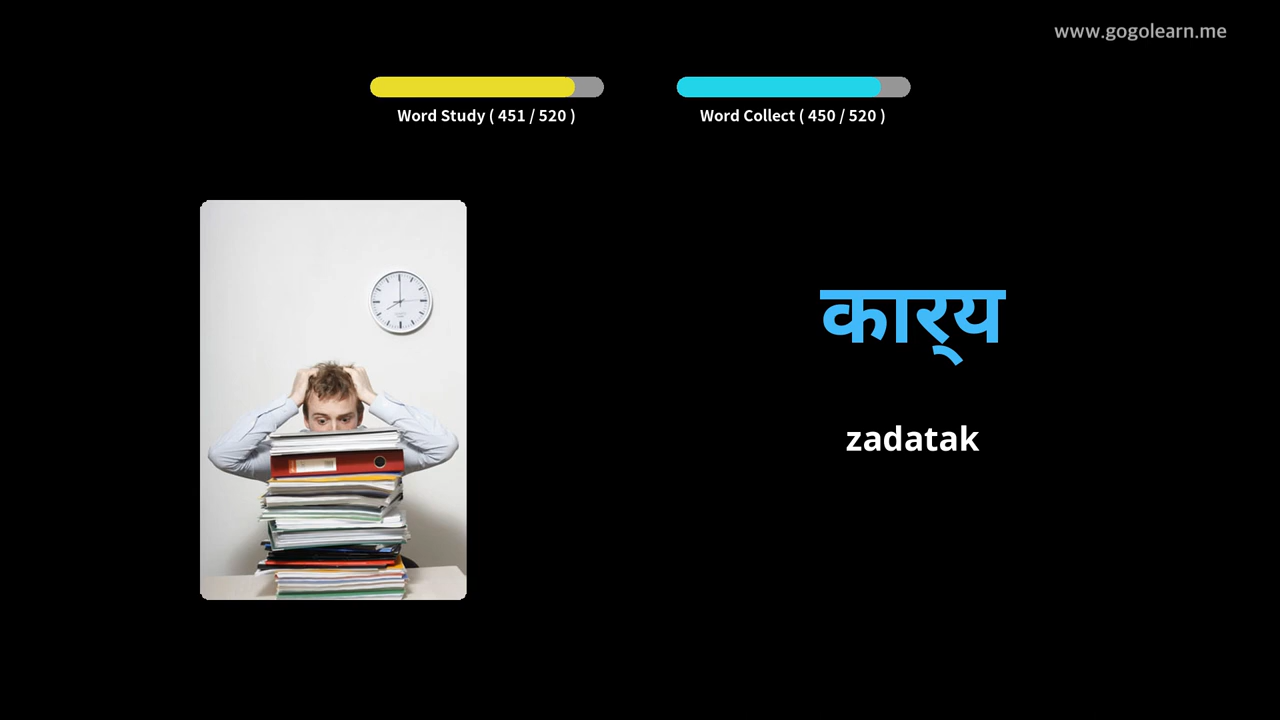 www.gogolearn.me
Word Study ( 451 / 520 )
Word Collect ( 450 / 520 )
कार्‍य
zadatak